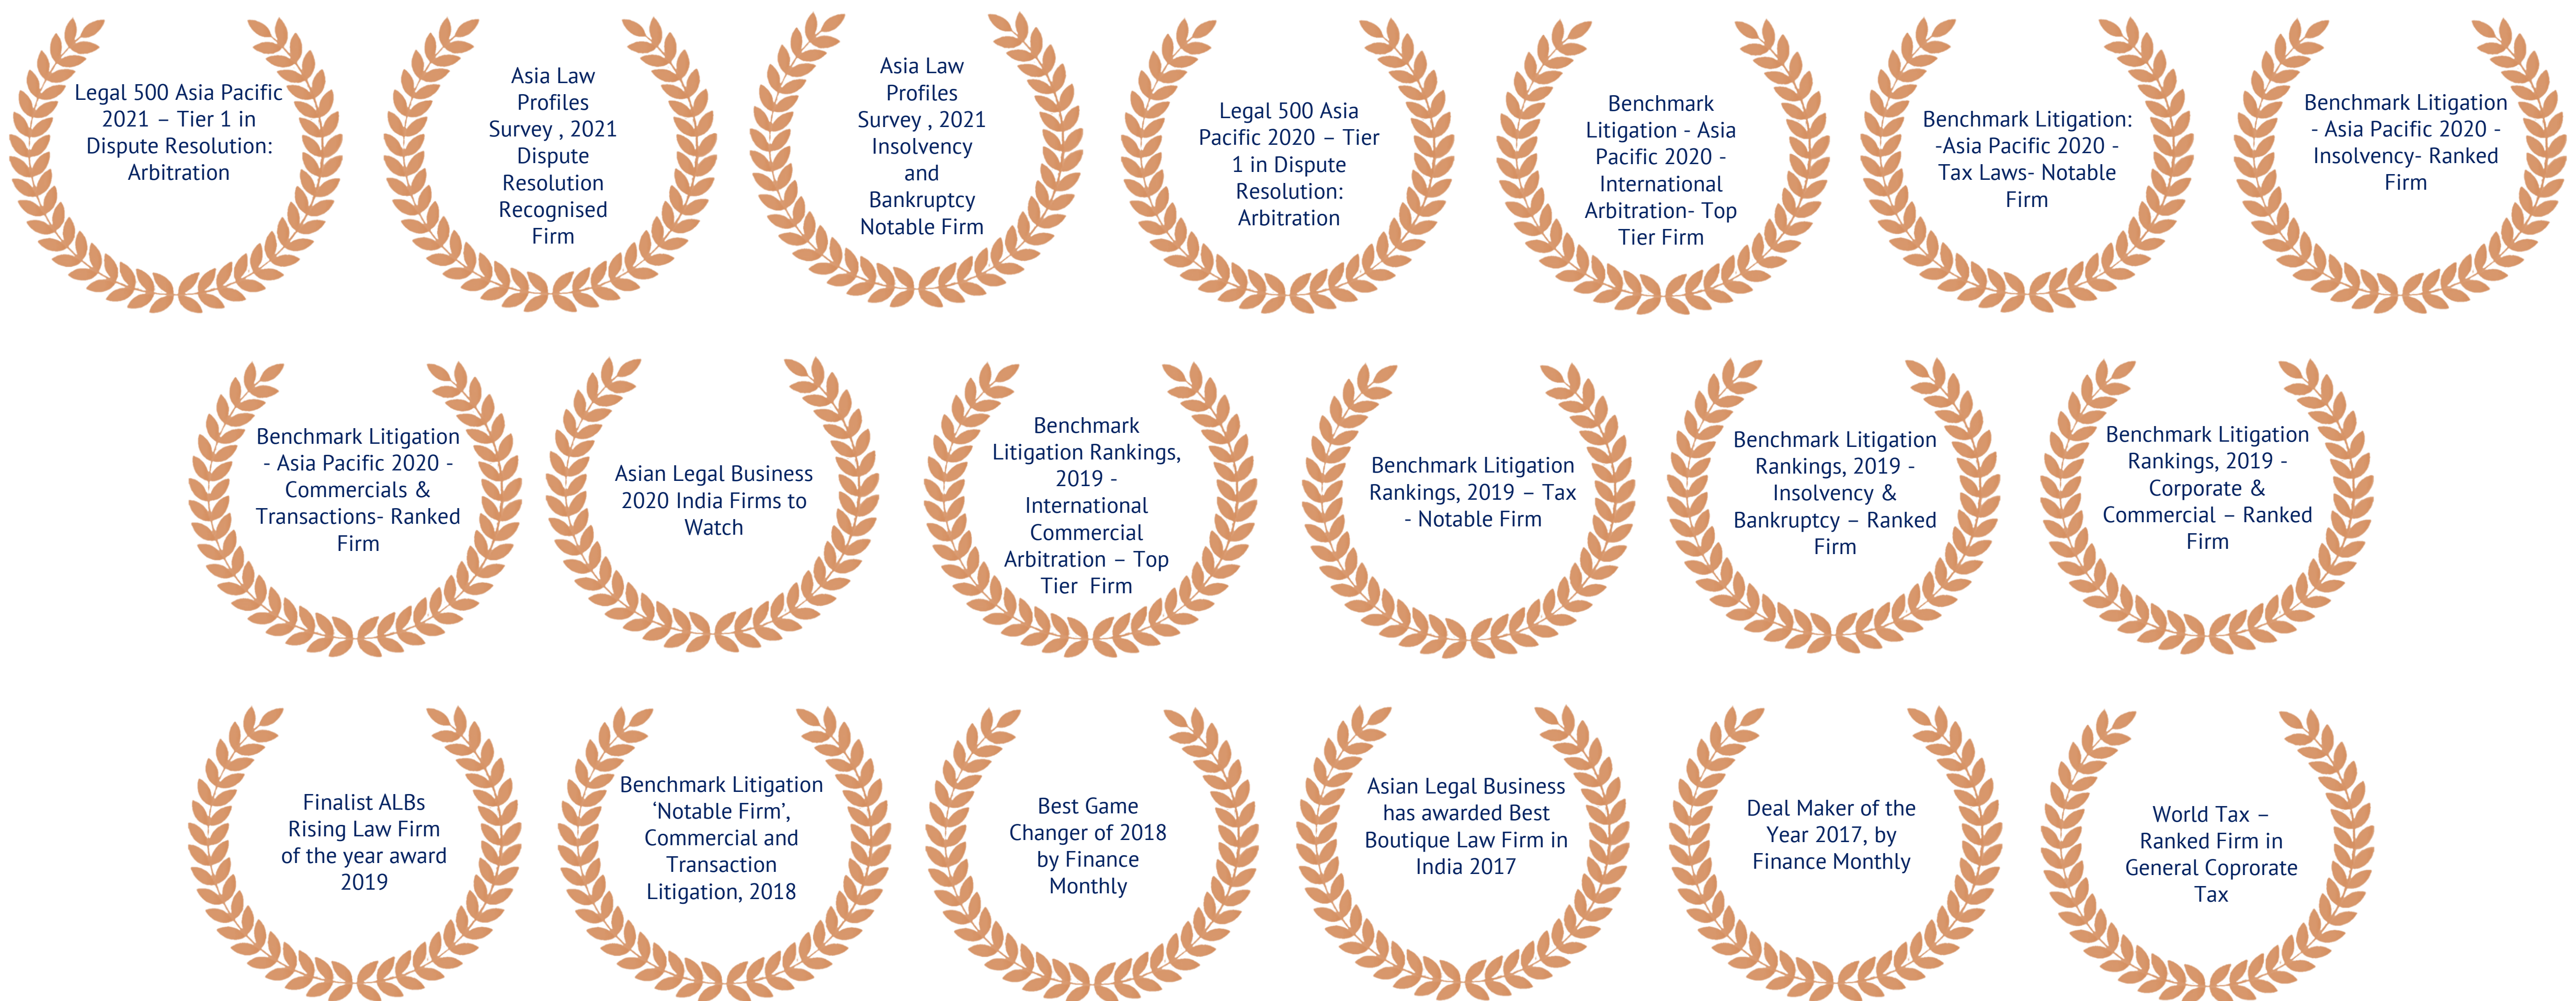 Legal 500 Asia Pacific
2021 – Tier 1 in
Dispute Resolution:
Arbitration
Asia Law
Profiles
Survey , 2021
Dispute
Resolution
Recognised
Firm
Asia Law
Profiles
Survey , 2021
Insolvency
and
Bankruptcy
Notable Firm
Legal 500 Asia
Pacific 2020 – Tier
1 in Dispute
Resolution:
Arbitration
Benchmark
Litigation - Asia
Pacific 2020 -
International
Arbitration- Top
Tier Firm
Benchmark Litigation:
-Asia Pacific 2020 -
Tax Laws- Notable
Firm
Benchmark Litigation
- Asia Pacific 2020 -
Insolvency- Ranked
Firm
Benchmark Litigation
- Asia Pacific 2020 -
Commercials &
Transactions- Ranked
Firm
Asian Legal Business
2020 India Firms to
Watch
Benchmark
Litigation Rankings,
2019 -
International
Commercial
Arbitration – Top
Tier  Firm
Benchmark Litigation
Rankings, 2019 – Tax
- Notable Firm
Benchmark Litigation
Rankings, 2019 -
Insolvency &
Bankruptcy – Ranked
Firm
Benchmark Litigation
Rankings, 2019 -
Corporate &
Commercial – Ranked
Firm
Finalist ALBs
Rising Law Firm
of the year award
2019
Benchmark Litigation
‘Notable Firm’,
Commercial and
Transaction
Litigation, 2018
Best Game
Changer of 2018
by Finance
Monthly
Asian Legal Business
has awarded Best
Boutique Law Firm in
India 2017
Deal Maker of the
Year 2017, by
Finance Monthly
World Tax –
Ranked Firm in
General Coprorate
Tax